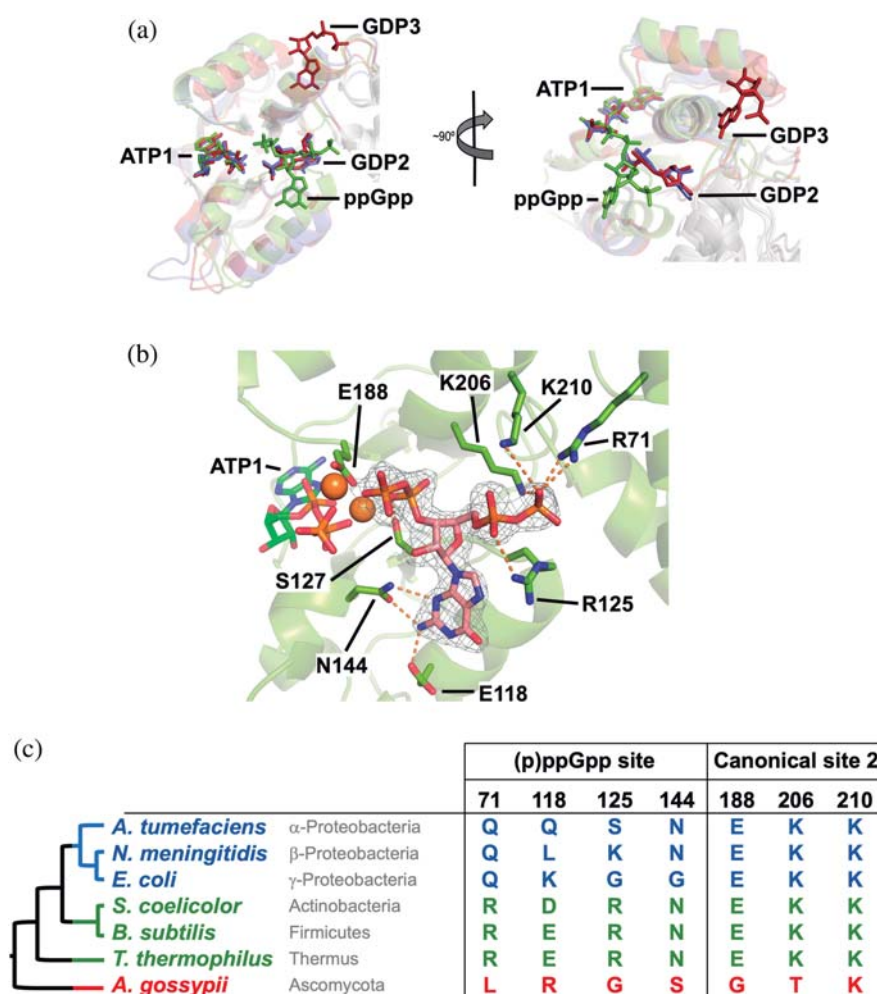 (a)
GDP3
ATP1
GDP2
ppGpp
~90°
ATP1
GDP3
ppGpp
GDP2
(b)
K206
K210
E188
R71
ATP1
S127
R125
N144
E118
(c)
(p)ppGpp site Canonical site 2
71 118 125 144 188 206 210
A. tumefaciens α-Proteobacteria Q Q S N E K K
N. meningitidis β-Proteobacteria Q L K N E K K
E. coli γ-Proteobacteria Q K G G E K K
S. coelicolor Actinobacteria R D R N E K K
B. subtilis Firmicutes R E R N E K K
T. thermophilus Thermus R E R N E K K
A. gossypii Ascomycota L R G S G T K